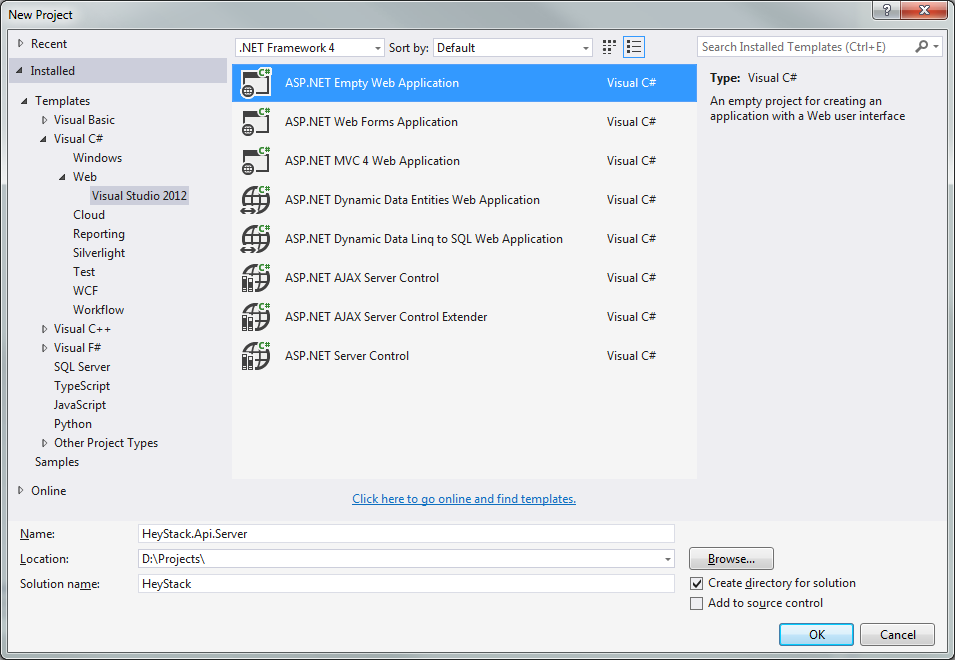 New Project
?
Recent
.NET Framework 4
Sort by:
Default
Search Installed Templates (Ctrl+E)
Installed
Templates
Visual Basic
Visual C#
Windows
Web
Visual Studio 2012
Cloud
Reporting
Silverlight
Test
WCF
Workflow
Visual C++
Visual F#
SQL Server
TypeScript
JavaScript
Python
Other Project Types
Samples
Online
C# ASP.NET Empty Web Application Visual C#
C# ASP.NET Web Forms Application Visual C#
C# ASP.NET MVC 4 Web Application Visual C#
C# ASP.NET Dynamic Data Entities Web Application Visual C#
C# ASP.NET Dynamic Data Linq to SQL Web Application Visual C#
C# ASP.NET AJAX Server Control Visual C#
C# ASP.NET AJAX Server Control Extender Visual C#
C# ASP.NET Server Control Visual C#
Type: Visual C#
An empty project for creating an
application with a Web user interface
Click here to go online and find templates.
Name: HeyStack.Api.Server
Location: D:\Projects\
Browse...
Solution name: HeyStack
Create directory for solution
Add to source control
OK
Cancel